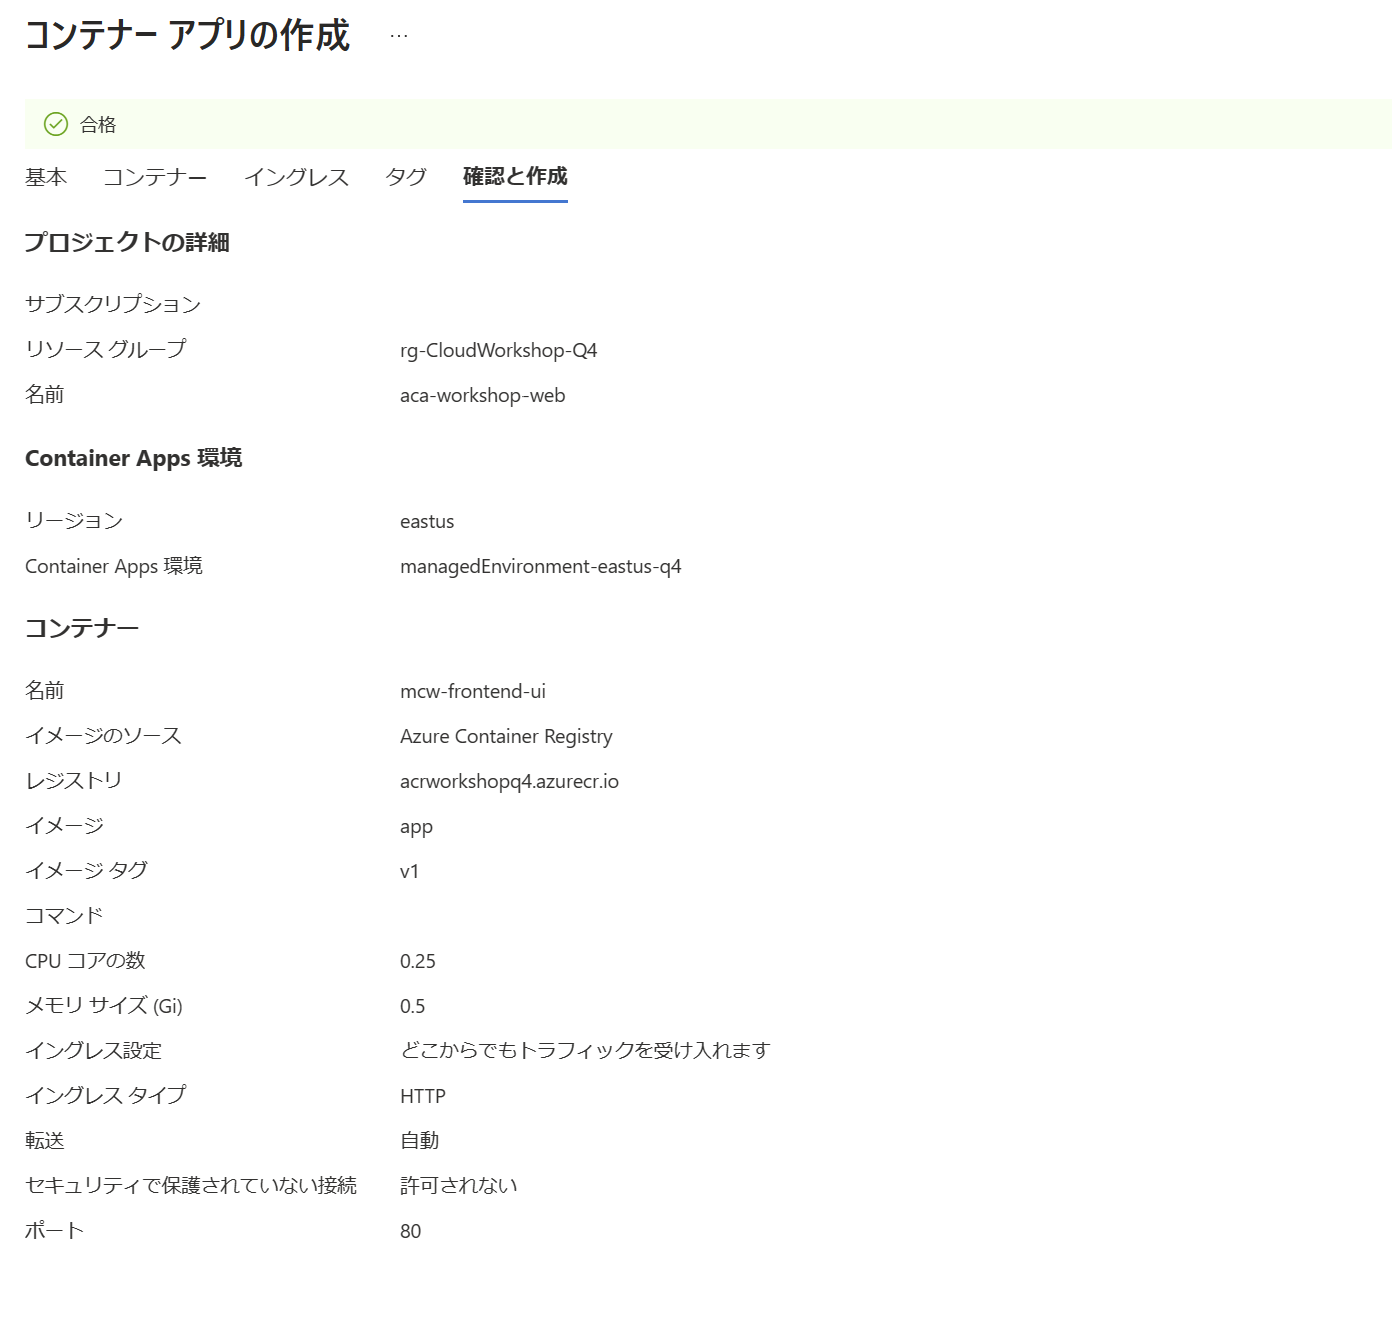 コンテナー アプリの作成 …
合格
基本 コンテナー イングレス タグ 確認と作成
プロジェクトの詳細
サブスクリプション
リソース グループ rg-CloudWorkshop-Q4
名前 aca-workshop-web
Container Apps 環境
リージョン eastus
Container Apps 環境 managedEnvironment-eastus-q4
コンテナー
名前 mcw-frontend-ui
イメージのソース Azure Container Registry
レジストリ acrworkshopq4.azurecr.io
イメージ app
イメージ タグ v1
コマンド
CPU コアの数 0.25
メモリ サイズ (Gi) 0.5
イングレス設定 どこからでもトラフィックを受け入れます
イングレス タイプ HTTP
転送 自動
セキュリティで保護されていない接続 許可されない
ポート 80